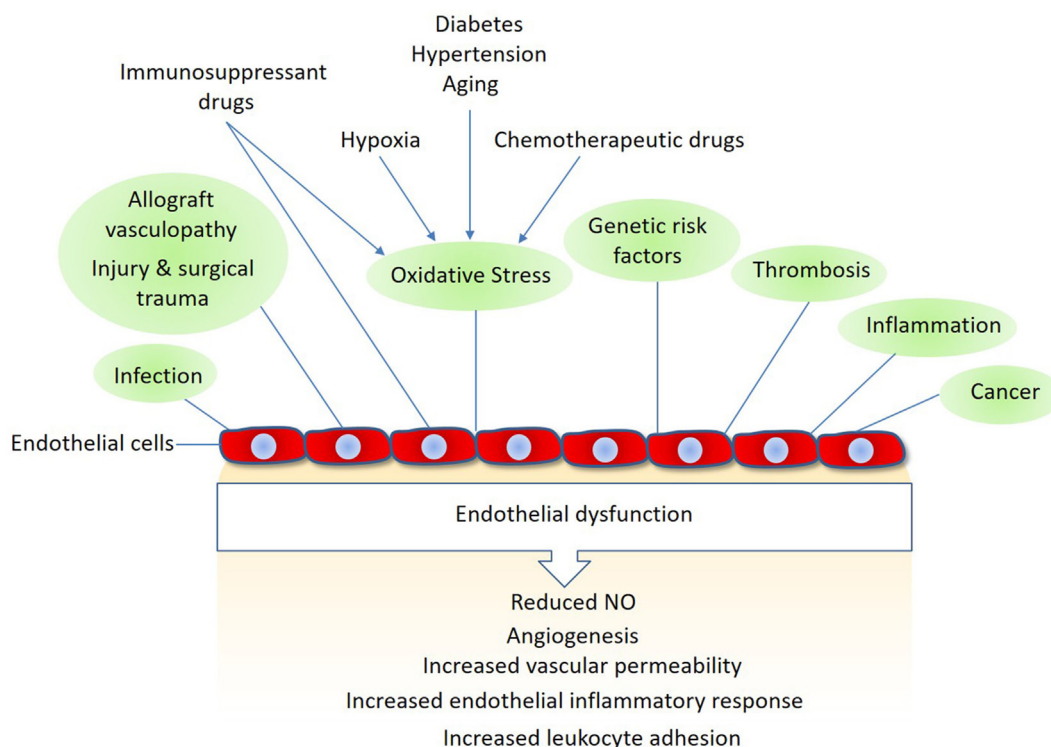 Diabetes
Hypertension
Aging
Immunosuppressant
drugs
Hypoxia
Chemotherapeutic drugs
Allograft
vasculopathy
Injury & surgical
trauma
Oxidative Stress
Genetic risk
factors
Thrombosis
Inflammation
Infection
Cancer
Endothelial cells
Endothelial dysfunction
Reduced NO
Angiogenesis
Increased vascular permeability
Increased endothelial inflammatory response
Increased leukocyte adhesion